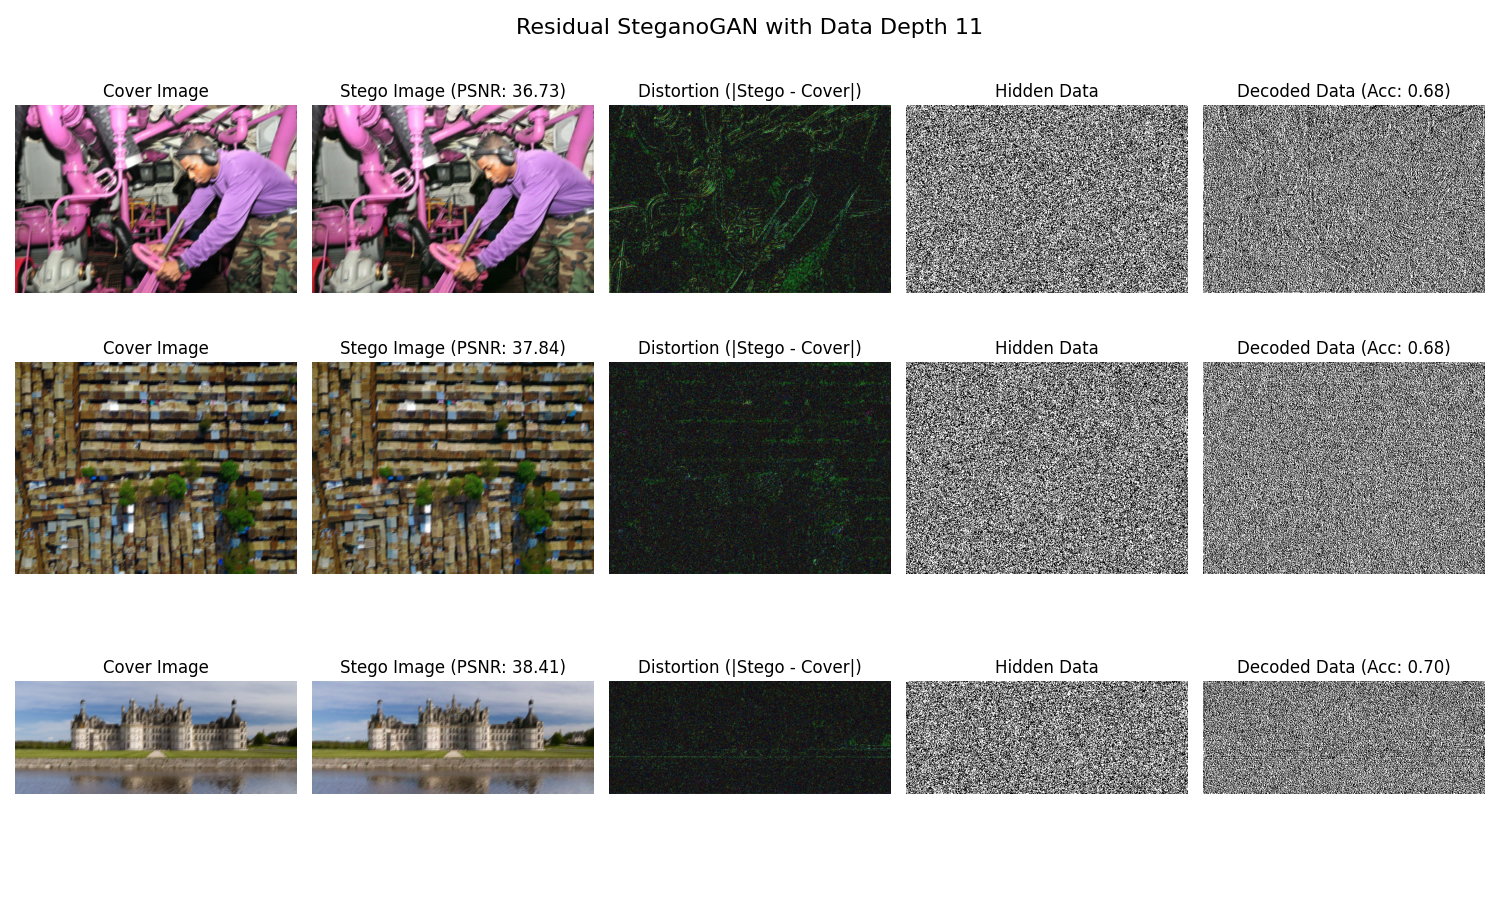 Residual SteganoGAN with Data Depth 11
Cover Image
Stego Image (PSNR: 36.73)
Distortion (|Stego - Cover|)
Hidden Data
Decoded Data (Acc: 0.68)
Cover Image
Stego Image (PSNR: 37.84)
Distortion (|Stego - Cover|)
Hidden Data
Decoded Data (Acc: 0.68)
Cover Image
Stego Image (PSNR: 38.41)
Distortion (|Stego - Cover|)
Hidden Data
Decoded Data (Acc: 0.70)